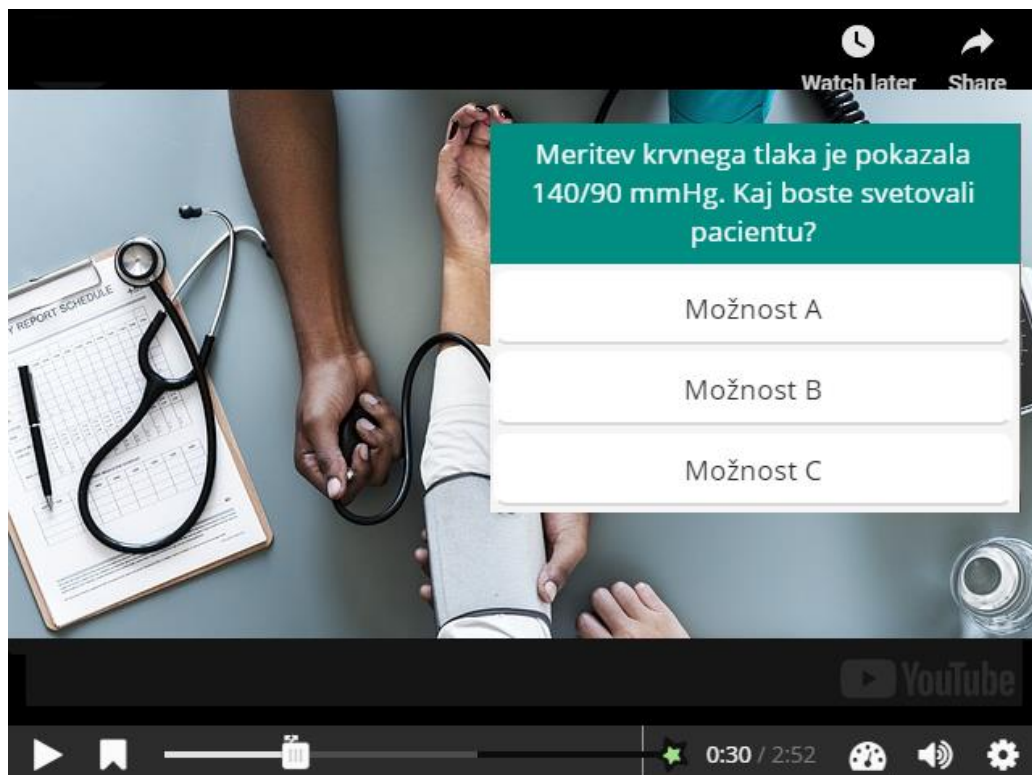 Watch later
Share
Meritev krvnega tlaka je pokazala
140/90 mmHg. Kaj boste svetovali
pacientu?
Možnost A
Možnost B
Možnost C
Y REPORT SCHEDULE
YouTube
0:30 / 2:52